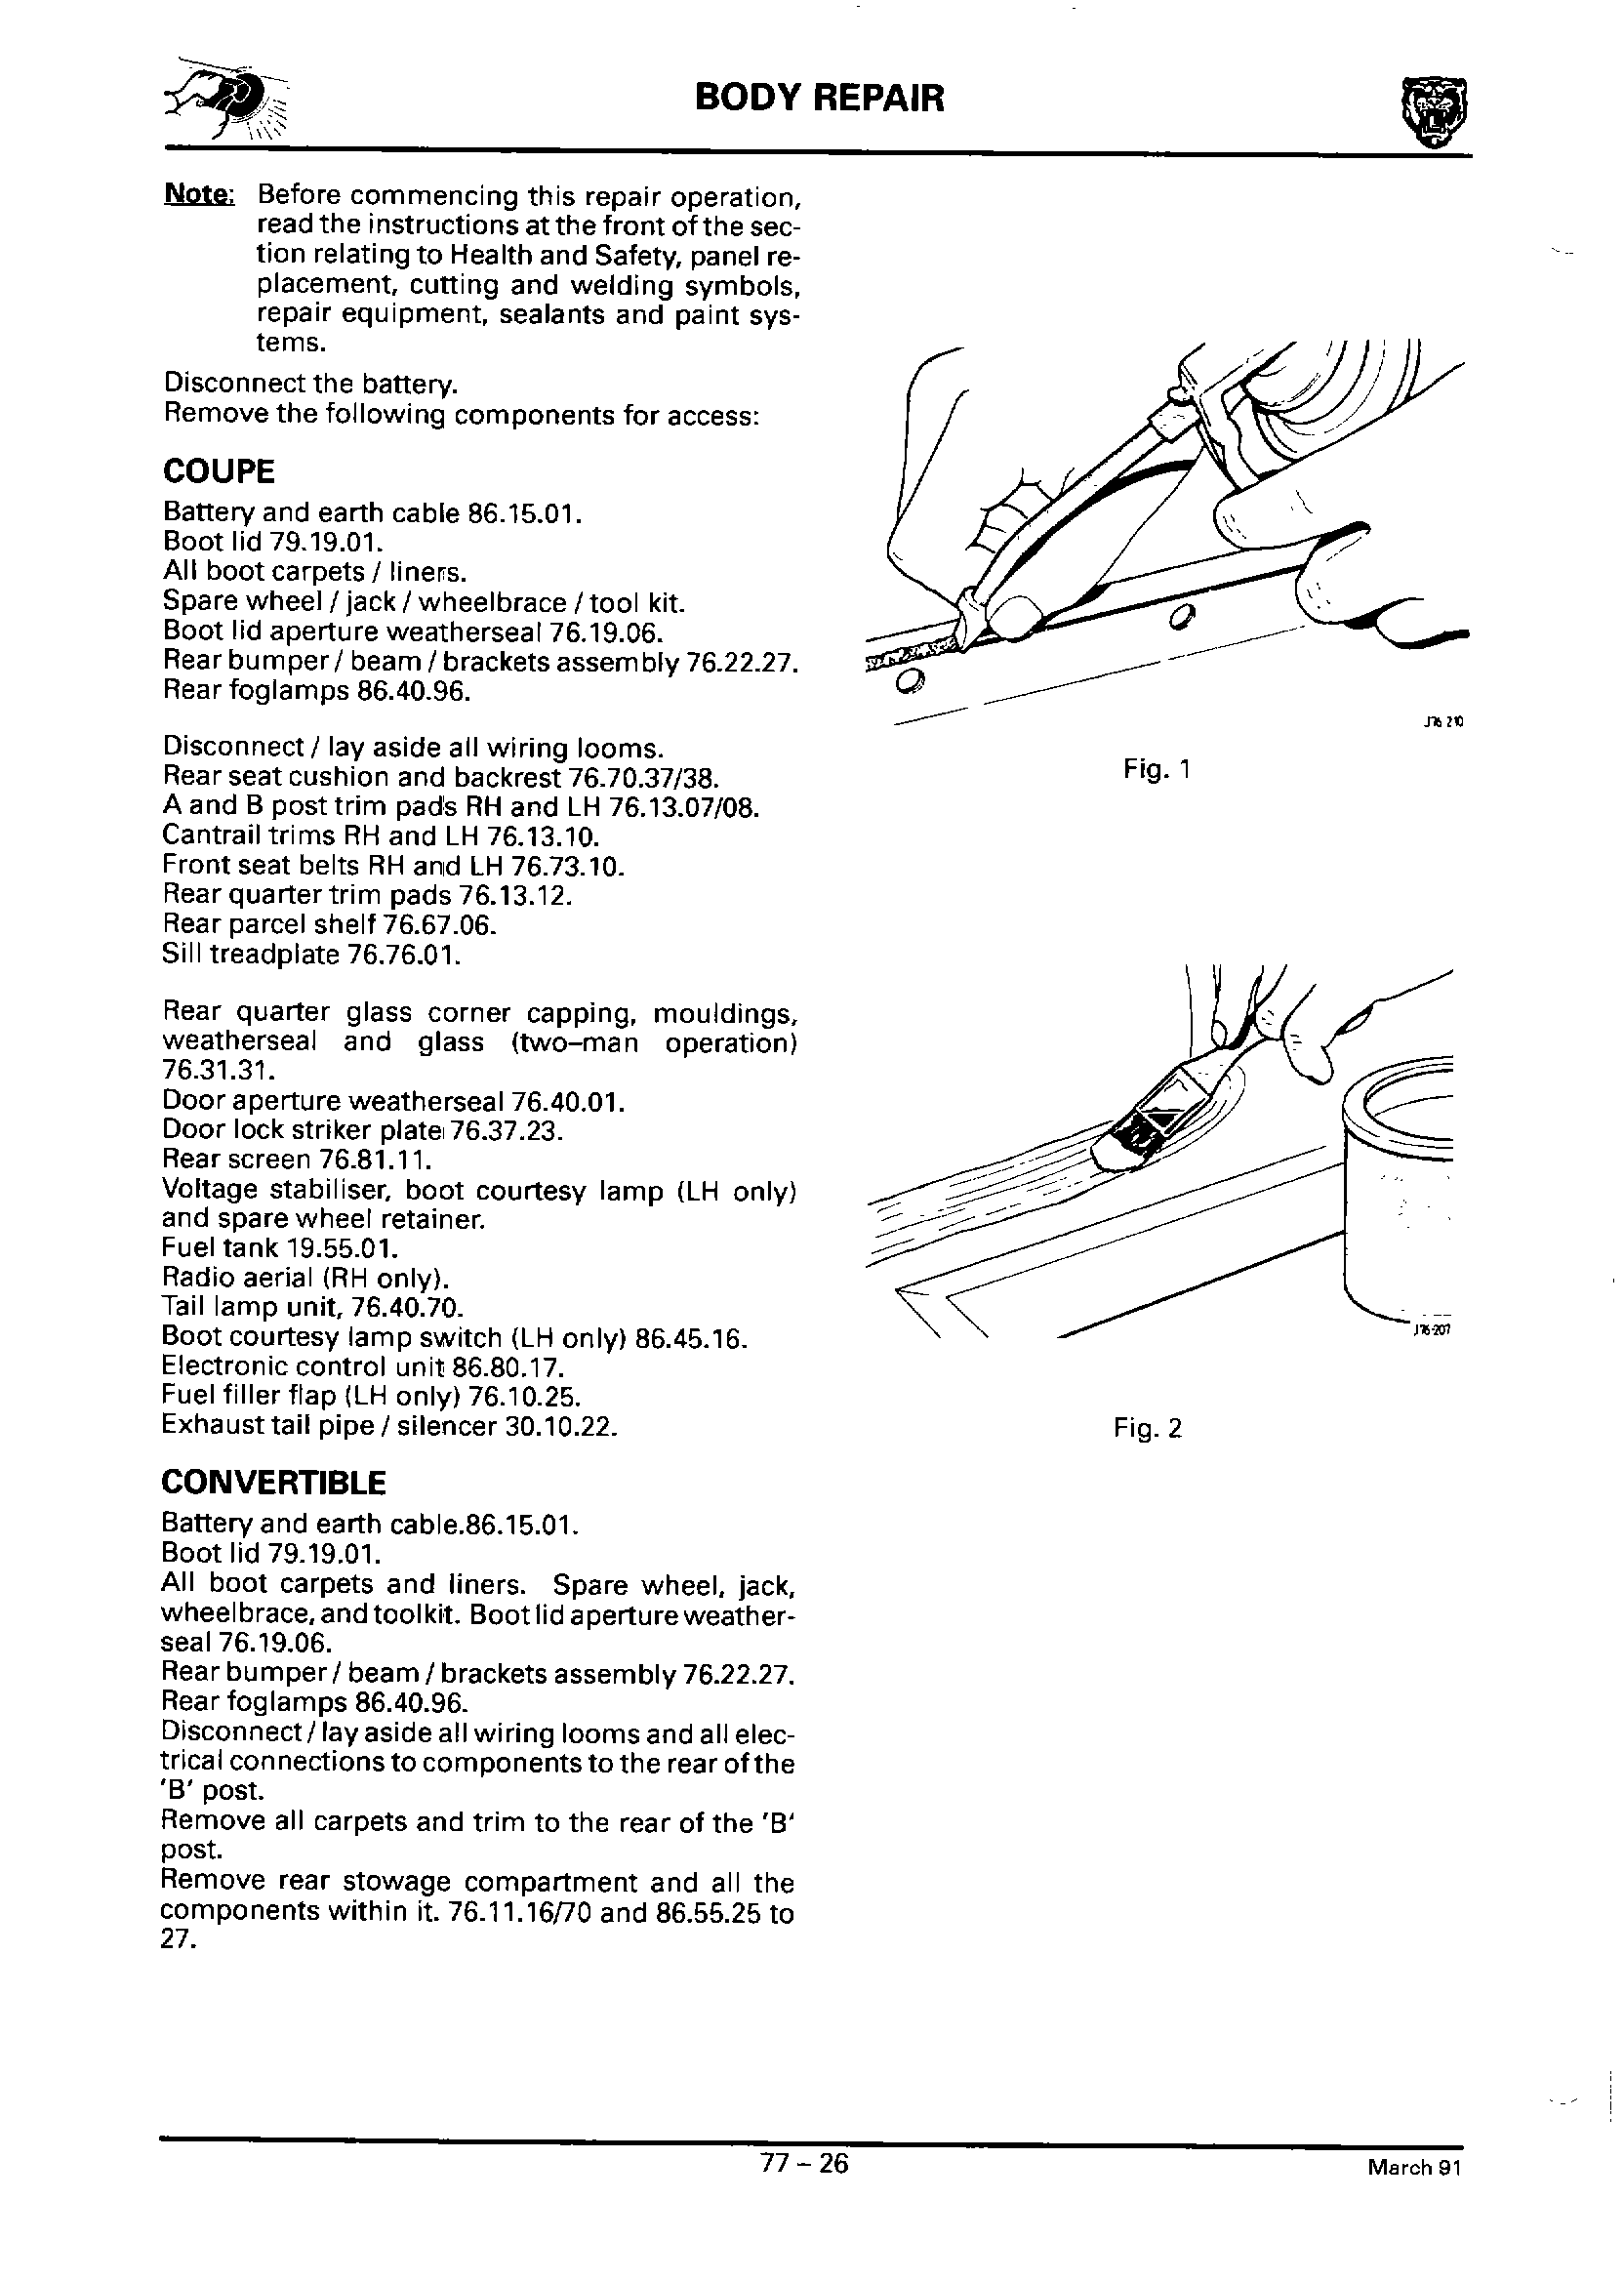 BODY REPAIR
Note: Before commencing this repair operation,
read the instructions at the front of the sec-
tion relating to Health and Safety, panel re-
placement, cutting and welding symbols,
repair equipment, sealants and paint sys-
tems.
Disconnect the battery.
Remove the following components for access:
COUPE
Battery and earth cable 86.15.01.
Boot lid 79.19.01.
All boot carpets / liners.
Spare wheel / jack / wheelbrace / tool kit.
Boot lid aperture weatherseal 76.19.06.
Rear bumper / beam / brackets assembly 76.22.27.
Rear foglamps 86.40.96.
Disconnect / lay aside all wiring looms.
Rear seat cushion and backrest 76.70.37/38.
A and B post trim pads RH and LH 76.13.07/08.
Cantrail trims RH and LH 76.13.10.
Front seat belts RH and LH 76.73.10.
Rear quarter trim pads 76.13.12.
Rear parcel shelf 76.67.06.
Sill treadplate 76.76.01.
Rear quarter glass corner capping, mouldings,
weatherseal and glass (two–man operation)
76.31.31.
Door aperture weatherseal 76.40.01.
Door lock striker plate 76.37.23.
Rear screen 76.81.11.
Voltage stabiliser, boot courtesy lamp (LH only)
and spare wheel retainer.
Fuel tank 19.55.01.
Radio aerial (RH only).
Tail lamp unit, 76.40.70.
Boot courtesy lamp switch (LH only) 86.45.16.
Electronic control unit 86.80.17.
Fuel filler flap (LH only) 76.10.25.
Exhaust tail pipe / silencer 30.10.22.
CONVERTIBLE
Battery and earth cable.86.15.01.
Boot lid 79.19.01.
All boot carpets and liners. Spare wheel, jack,
wheelbrace, and toolkit. Boot lid aperture weather-
seal 76.19.06.
Rear bumper / beam / brackets assembly 76.22.27.
Rear foglamps 86.40.96.
Disconnect / lay aside all wiring looms and all elec-
trical connections to components to the rear of the
'B' post.
Remove all carpets and trim to the rear of the 'B'
post.
Remove rear stowage compartment and all the
components within it. 76.11.16/70 and 86.55.25 to
27.
J76 210
Fig. 1
J76-207
Fig. 2
77 – 26
March 91